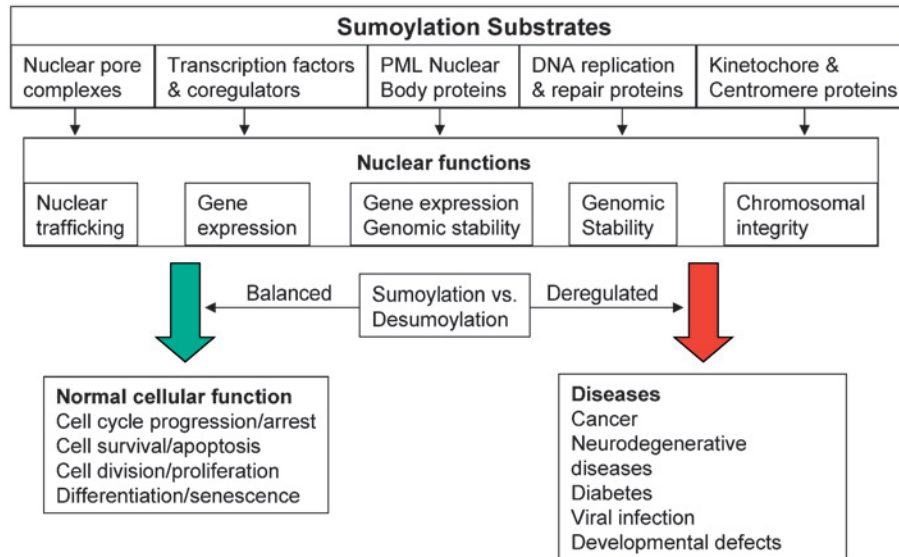 Sumoylation Substrates
Nuclear pore
complexes
Transcription factors
& coregulators
PML Nuclear
Body proteins
DNA replication
& repair proteins
Kinetochore &
Centromere proteins
Nuclear functions
Nuclear
trafficking
Gene
expression
Gene expression
Genomic stability
Genomic
Stability
Chromosomal
integrity
Balanced
Sumoylation vs.
Desumoylation
Deregulated
Normal cellular function
Cell cycle progression/arrest
Cell survival/apoptosis
Cell division/proliferation
Differentiation/senescence
Diseases
Cancer
Neurodegenerative
diseases
Diabetes
Viral infection
Developmental defects